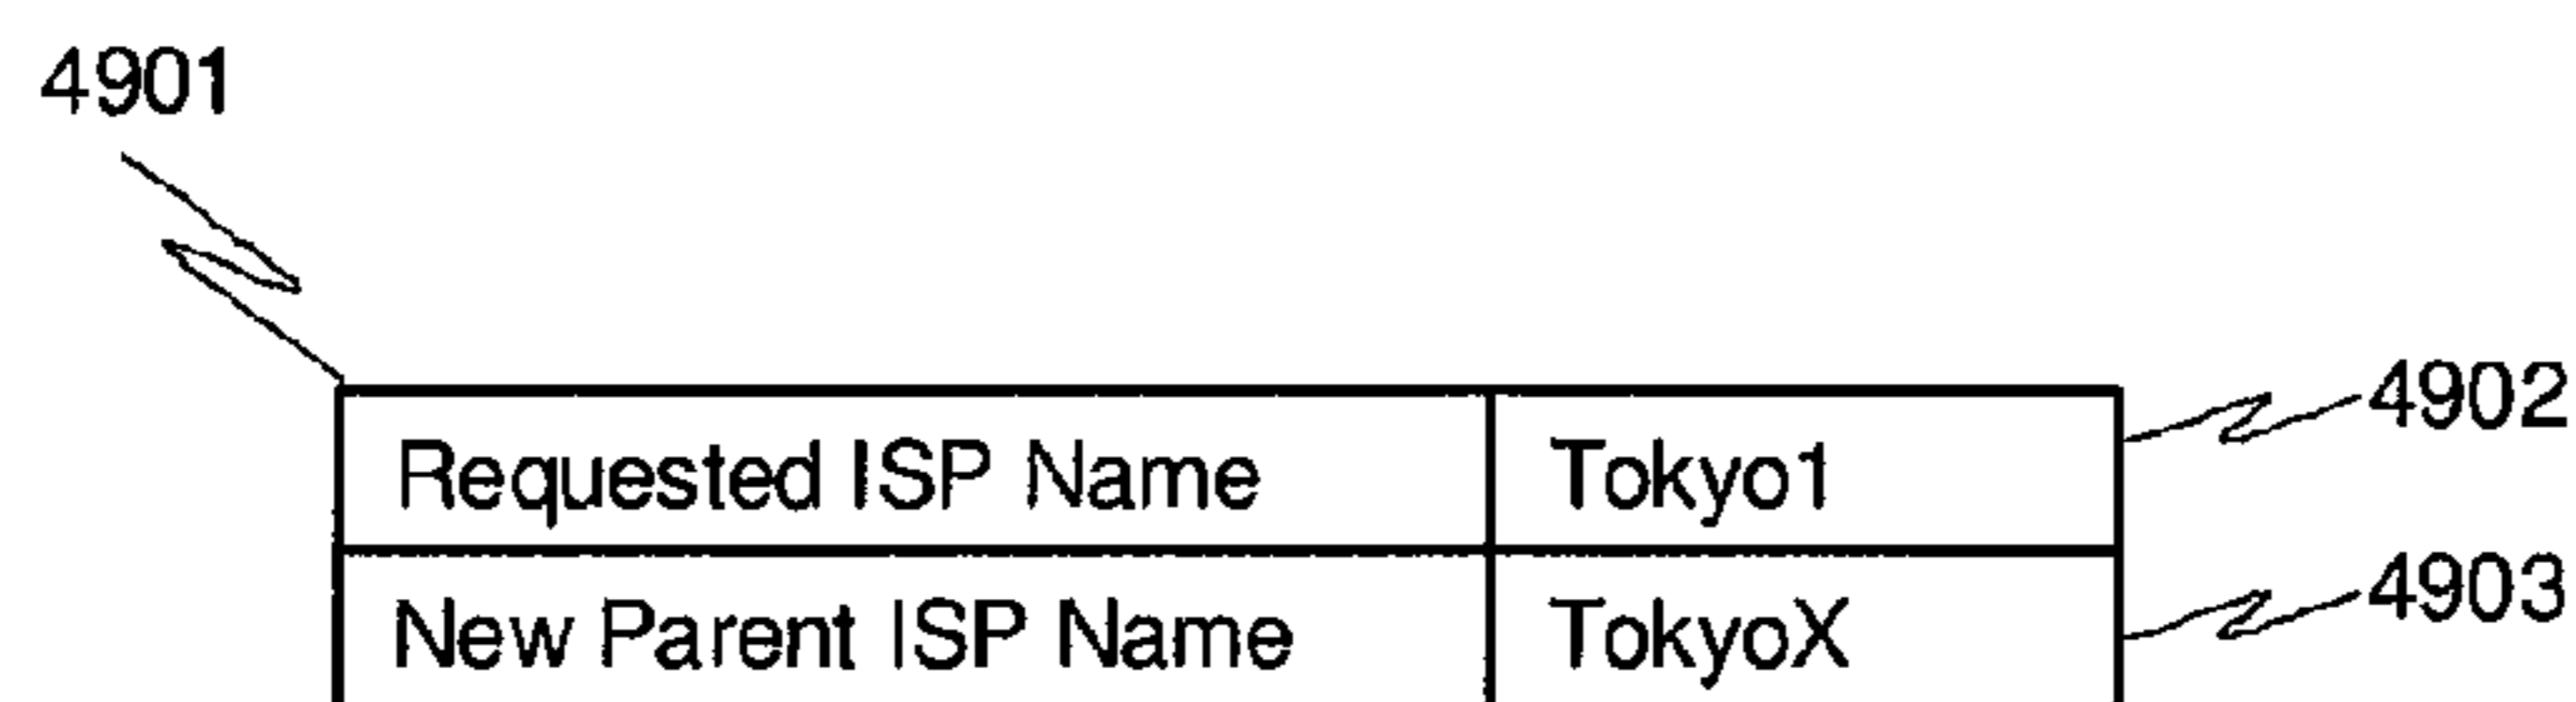 4901
Requested ISP Name Tokyo1 4902
New Parent ISP Name TokyoX 4903